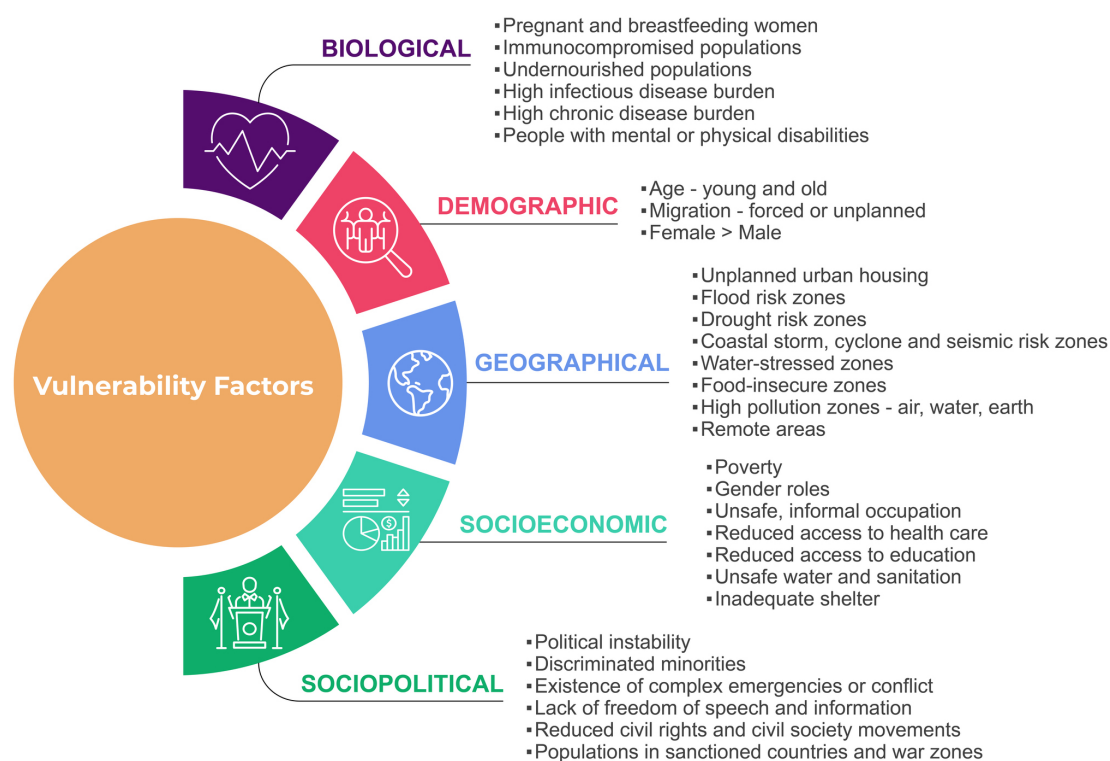 BIOLOGICAL
▪Pregnant and breastfeeding women
▪Immunocompromised populations
▪Undernourished populations
▪High infectious disease burden
▪High chronic disease burden
▪People with mental or physical disabilities
DEMOGRAPHIC
▪Age - young and old
▪Migration - forced or unplanned
▪Female > Male
Vulnerability Factors
GEOGRAPHICAL
▪Unplanned urban housing
▪Flood risk zones
▪Drought risk zones
▪Coastal storm, cyclone and seismic risk zones
▪Water-stressed zones
▪Food-insecure zones
▪High pollution zones - air, water, earth
▪Remote areas
SOCIOECONOMIC
▪Poverty
▪Gender roles
▪Unsafe, informal occupation
▪Reduced access to health care
▪Reduced access to education
▪Unsafe water and sanitation
▪Inadequate shelter
$
SOCIOPOLITICAL
▪Political instability
▪Discriminated minorities
▪Existence of complex emergencies or conflict
▪Lack of freedom of speech and information
▪Reduced civil rights and civil society movements
▪Populations in sanctioned countries and war zones